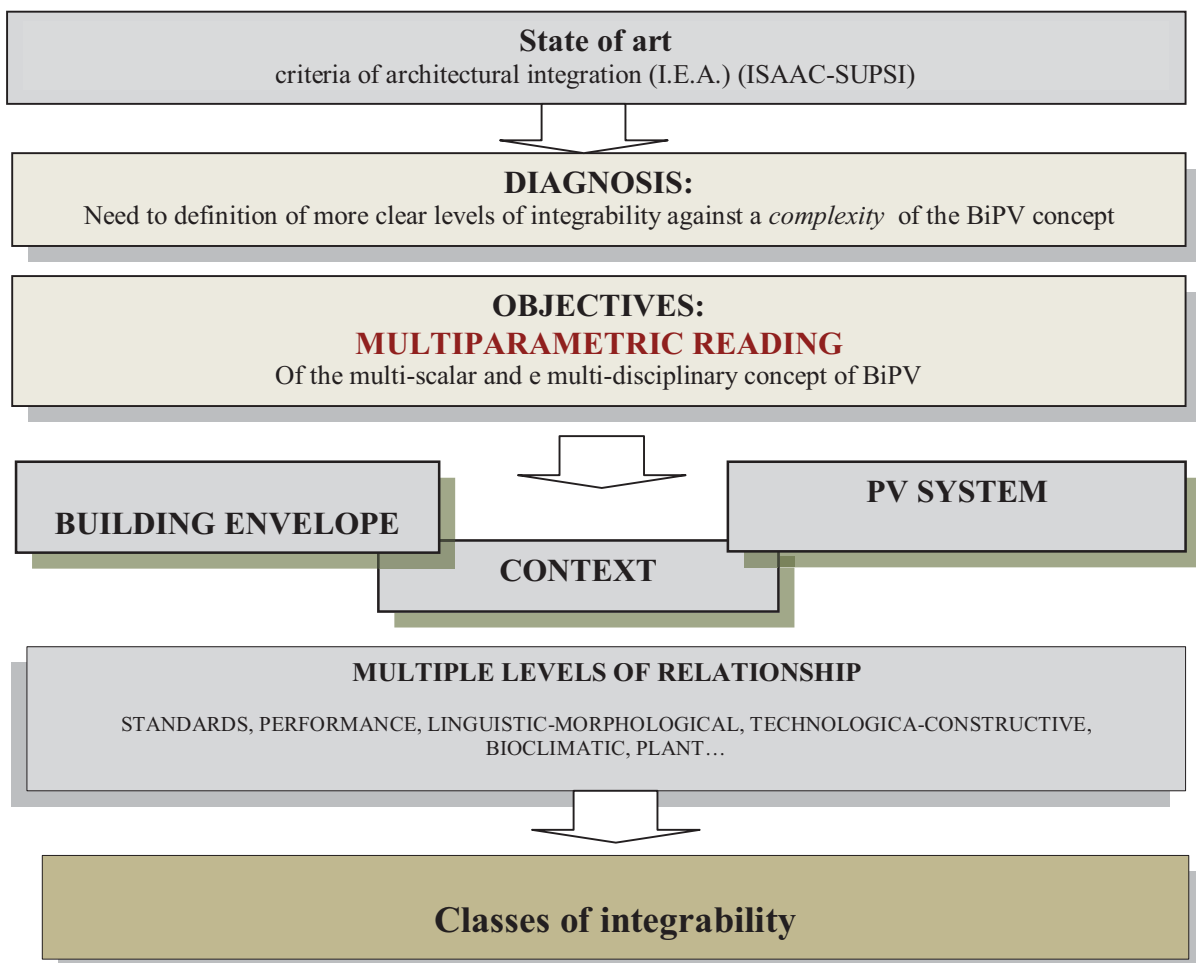 State of art
criteria of architectural integration (I.E.A.) (ISAAC-SUPSI)
DIAGNOSIS:
Need to definition of more clear levels of integrability against a complexity of the BiPV concept
OBJECTIVES:
MULTIPARAMETRIC READING
Of the multi-scalar and e multi-disciplinary concept of BiPV
BUILDING ENVELOPE
PV SYSTEM
CONTEXT
MULTIPLE LEVELS OF RELATIONSHIP
STANDARDS, PERFORMANCE, LINGUISTIC-MORPHOLOGICAL, TECHNOLOGICA-CONSTRUCTIVE,
BIOCLIMATIC, PLANT…
Classes of integrability